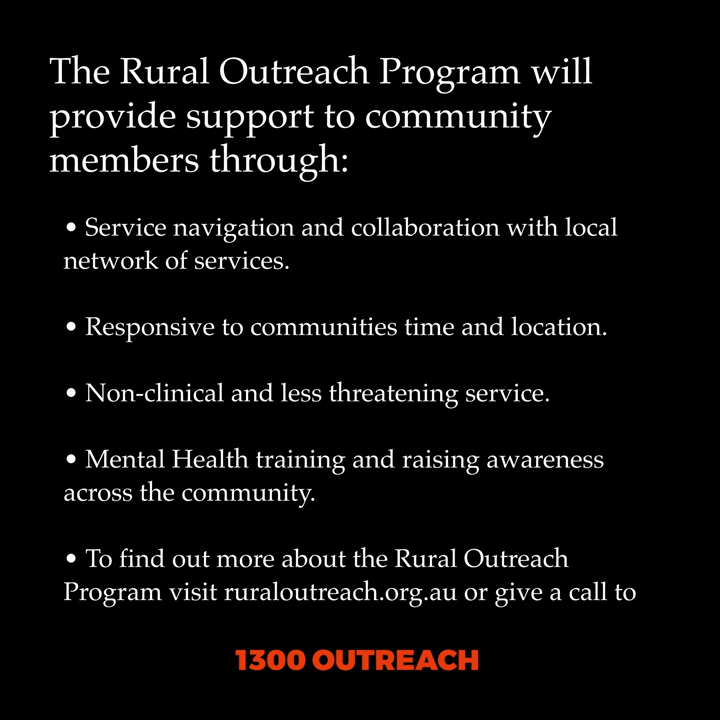 The Rural Outreach Program will
provide support to community
members through:
• Service navigation and collaboration with local
network of services.
• Responsive to communities time and location.
• Non-clinical and less threatening service.
• Mental Health training and raising awareness
across the community.
• To find out more about the Rural Outreach
Program visit ruraloutreach.org.au or give a call to
1300 OUTREACH